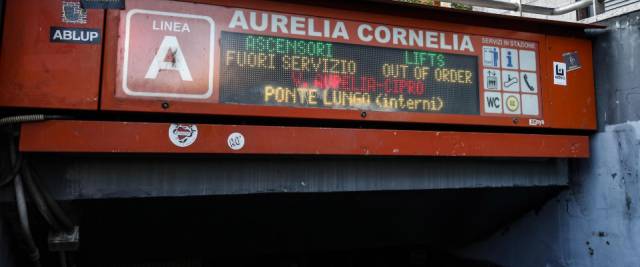 LINEA
A
AURELIA CORNELIA
SERVIZI IN STAZIONE
ASCENSORI LIFTS
FUORI SERVIZIO OUT OF ORDER
V.AURELIA-CIPRO
PONTE LUNGO (interni)
WC
ABLUP